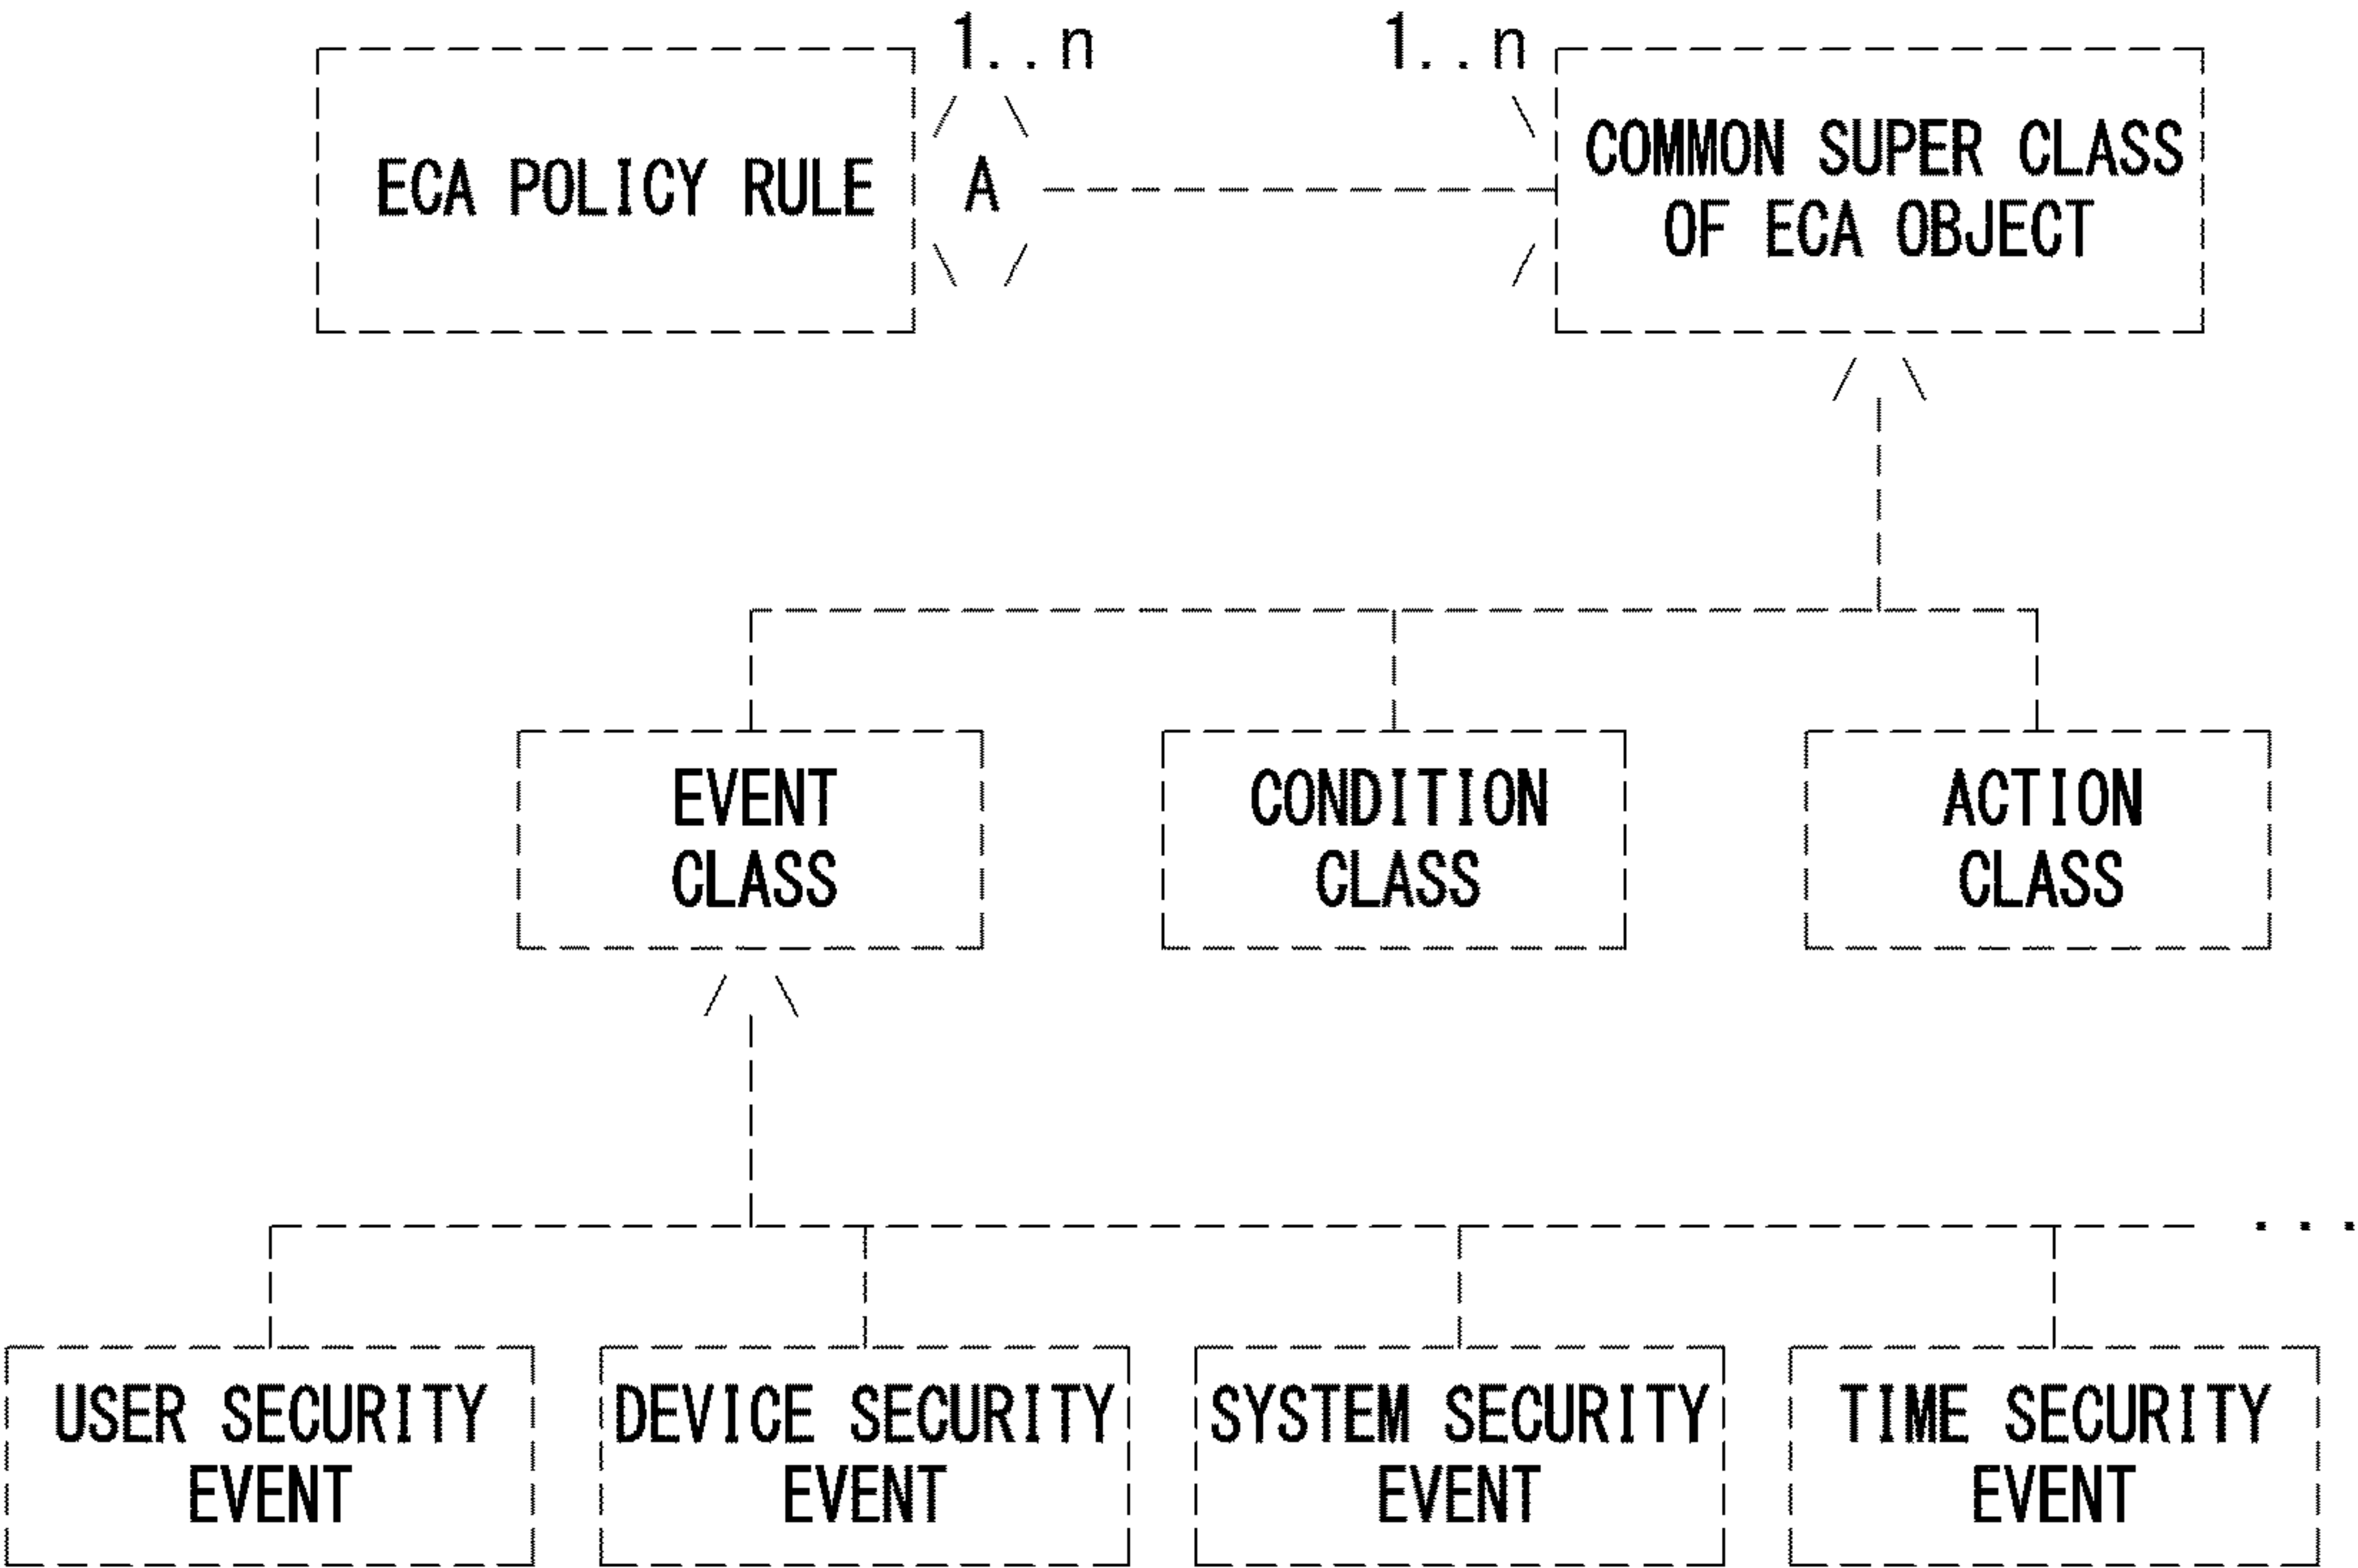 1..n 1..n
ECA POLICY RULE
A
COMMON SUPER CLASS
OF ECA OBJECT
EVENT
CLASS
CONDITION
CLASS
ACTION
CLASS
...
USER SECURITY
EVENT
DEVICE SECURITY
EVENT
SYSTEM SECURITY
EVENT
TIME SECURITY
EVENT